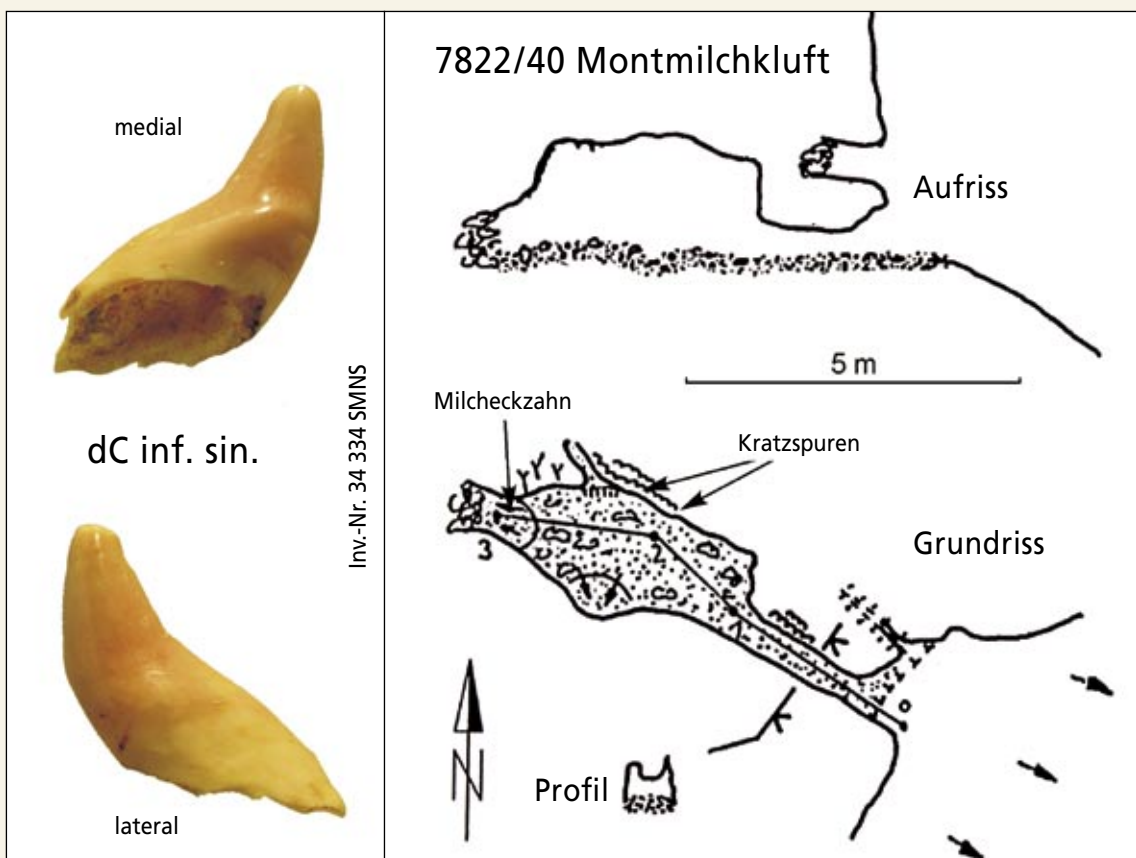 medial
dC inf. sin.
Inv.-Nr. 34 334 SMNS
lateral
7822/40 Montmilchkluft
Aufriss
5 m
Milcheckzahn
Kratzspuren
3
2
1
0
Grundriss
N
Profil